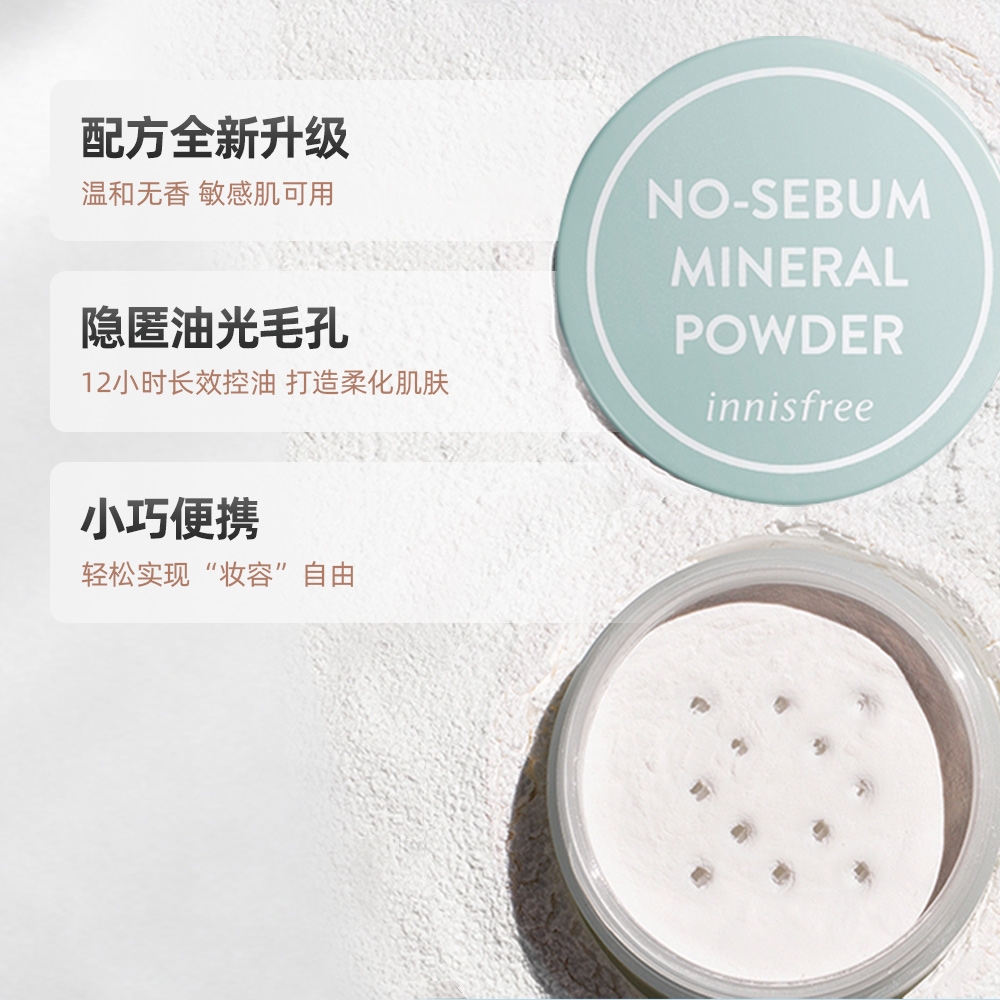 配方全新升级
温和无香 敏感肌可用
隐匿油光毛孔
12小时长效控油 打造柔化肌肤
小巧便携
轻松实现“妆容”自由
NO-SEBUM
MINERAL
POWDER
innisfree